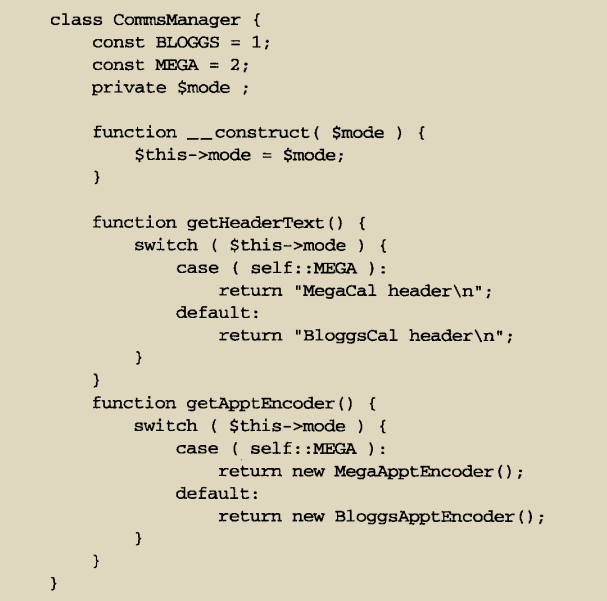 class CommsManager {
    const BLOGGS = 1;
    const MEGA = 2;
    private $mode ;

    function __construct( $mode ) {
        $this->mode = $mode;
    }

    function getHeaderText() {
        switch ( $this->mode ) {
            case ( self::MEGA ):
                return "MegaCal header\n";
            default:
                return "BloggsCal header\n";
        }
    }
    function getApptEncoder() {
        switch ( $this->mode ) {
            case ( self::MEGA ):
                return new MegaApptEncoder();
            default:
                return new BloggsApptEncoder();
        }
    }
}